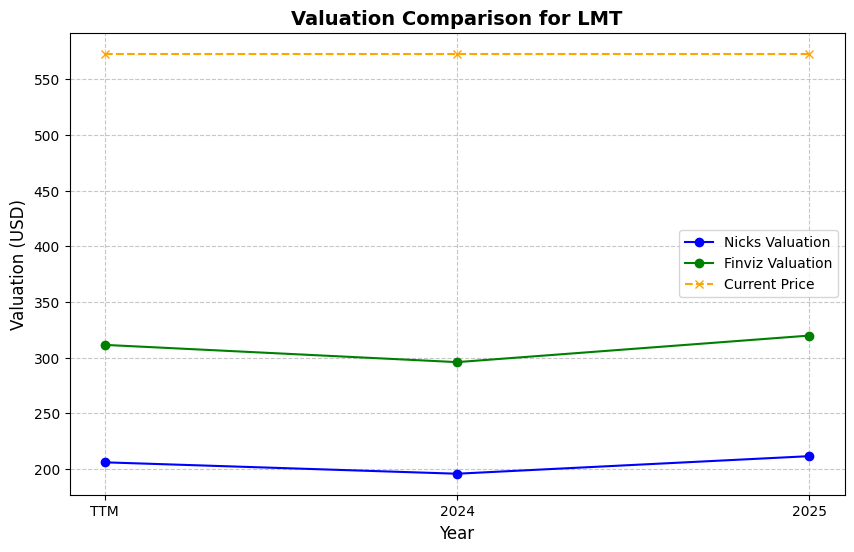 Valuation Comparison for LMT
Valuation (USD)
550
500
450
400
350
300
250
200
Nicks Valuation
Finviz Valuation
Current Price
TTM
2024
2025
Year